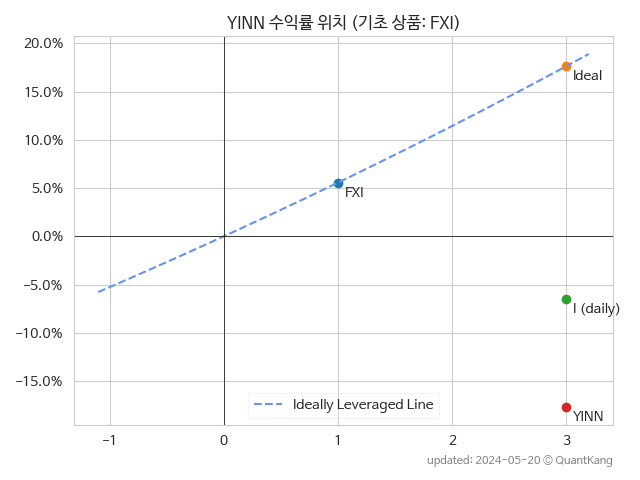 YINN 수익률 위치 (기초 상품: FXI)
20.0%
15.0%
10.0%
5.0%
0.0%
−5.0%
−10.0%
−15.0%
Ideal
FXI
I (daily)
YINN
Ideally Leveraged Line
−1
0
1
2
3
updated: 2024-05-20 © QuantKang